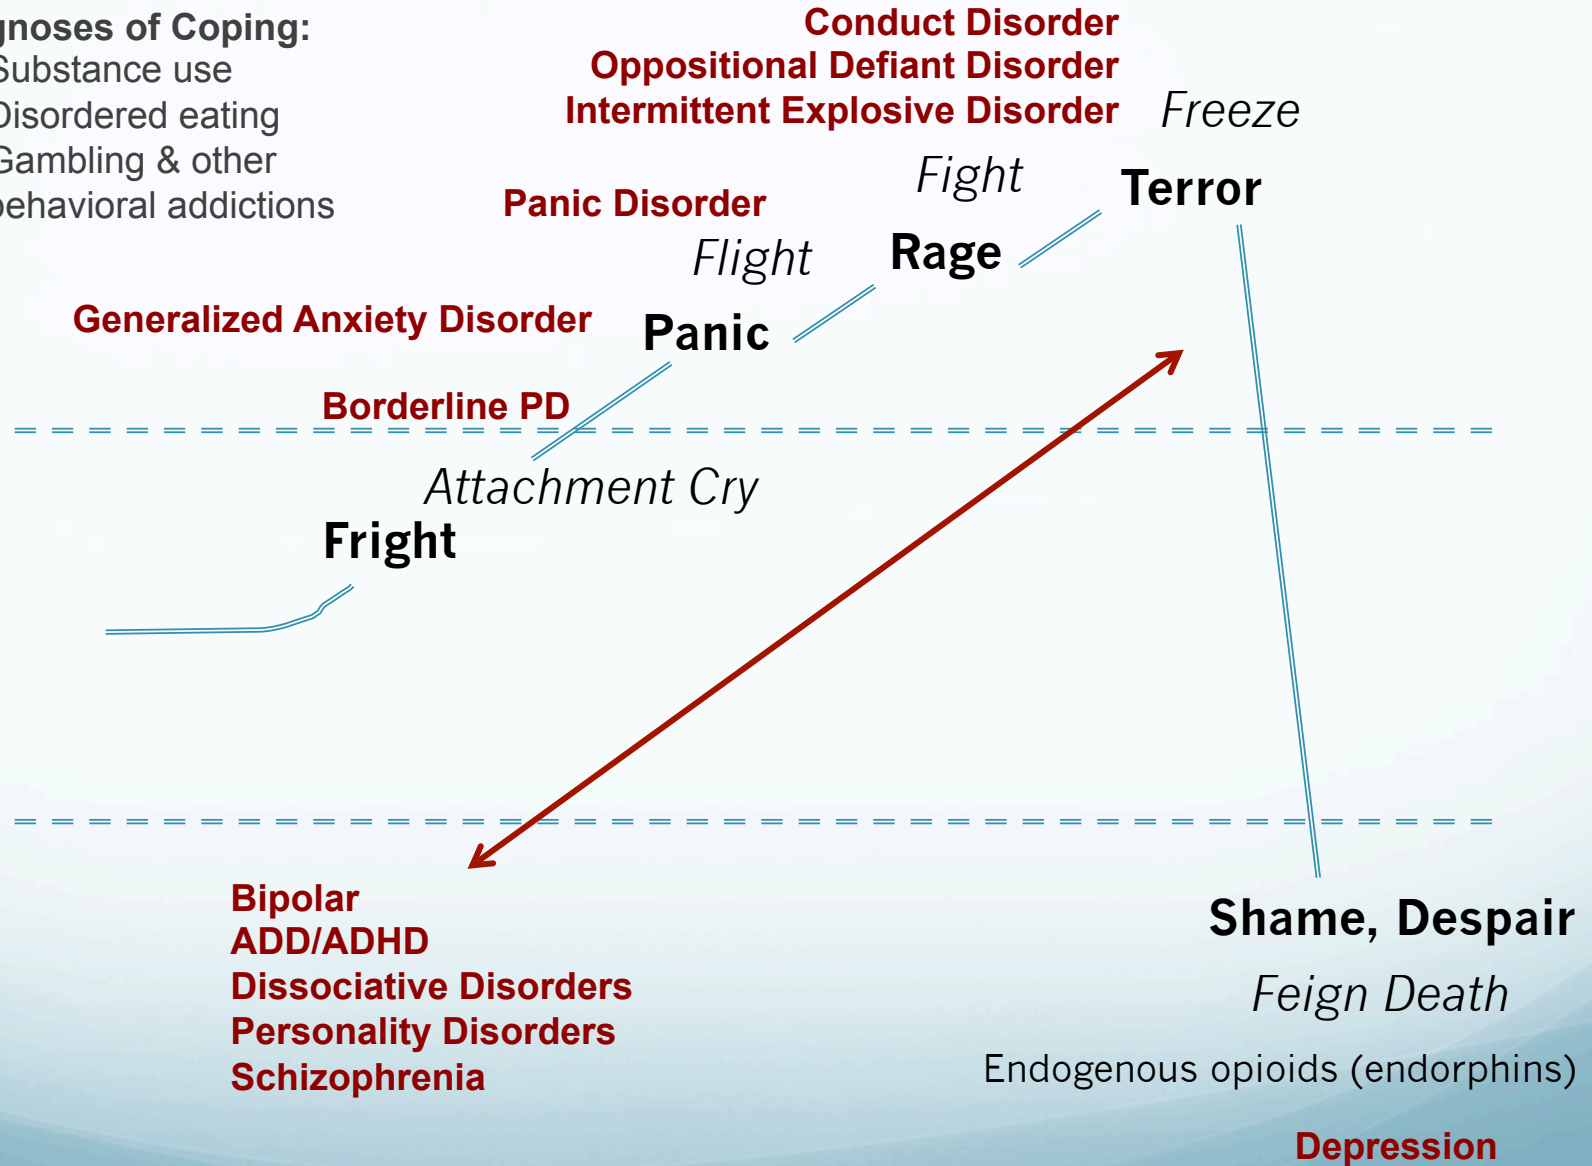 gnoses of Coping:
Substance use
Disordered eating
Gambling & other
behavioral addictions
Conduct Disorder
Oppositional Defiant Disorder
Intermittent Explosive Disorder
Freeze
Fight
Terror
Panic Disorder
Flight
Rage
Generalized Anxiety Disorder
Panic
Borderline PD
Attachment Cry
Fright
Bipolar
ADD/ADHD
Dissociative Disorders
Personality Disorders
Schizophrenia
Shame, Despair
Feign Death
Endogenous opioids (endorphins)
Depression